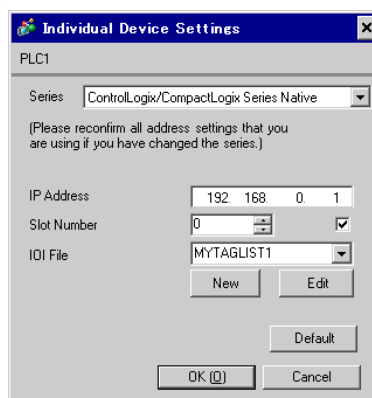 Individual Device Settings
PLC1
Series ControlLogix/CompactLogix Series Native
(Please reconfirm all address settings that you
are using if you have changed the series.)
IP Address 192. 168. 0. 1
Slot Number 0
IOI File MYTAGLIST1
New Edit
Default
OK (O) Cancel